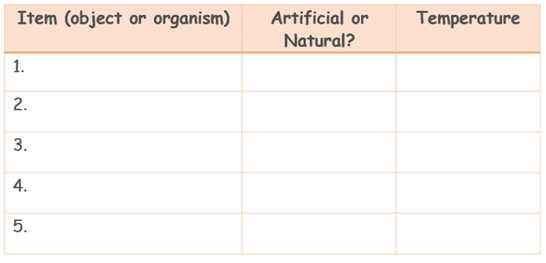 Item (object or organism) Artificial or Temperature
Natural?
1.
2.
3.
4.
5.